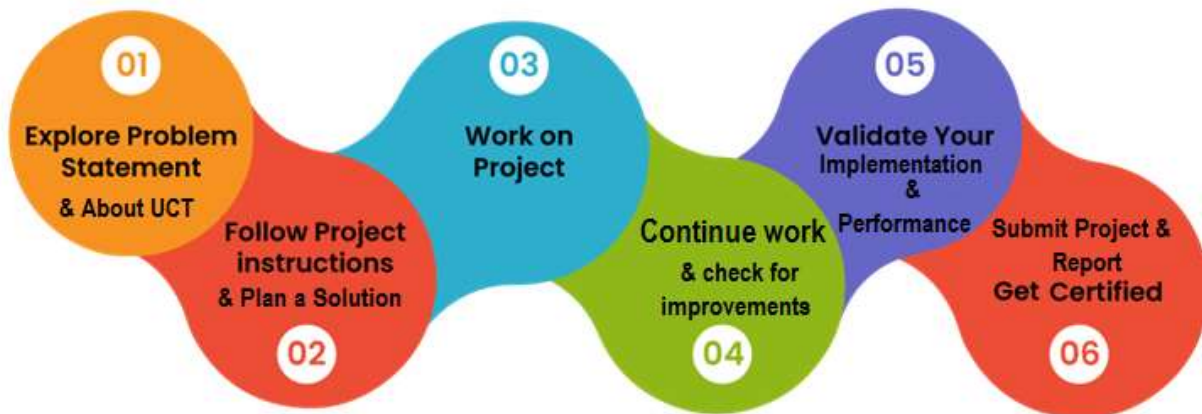 01
Explore Problem
Statement
& About UCT
Follow Project
instructions
& Plan a Solution
02
03
Work on
Project
Continue work
& check for
improvements
04
05
Validate Your
Implementation
&
Performance
Submit Project &
Report
Get Certified
06